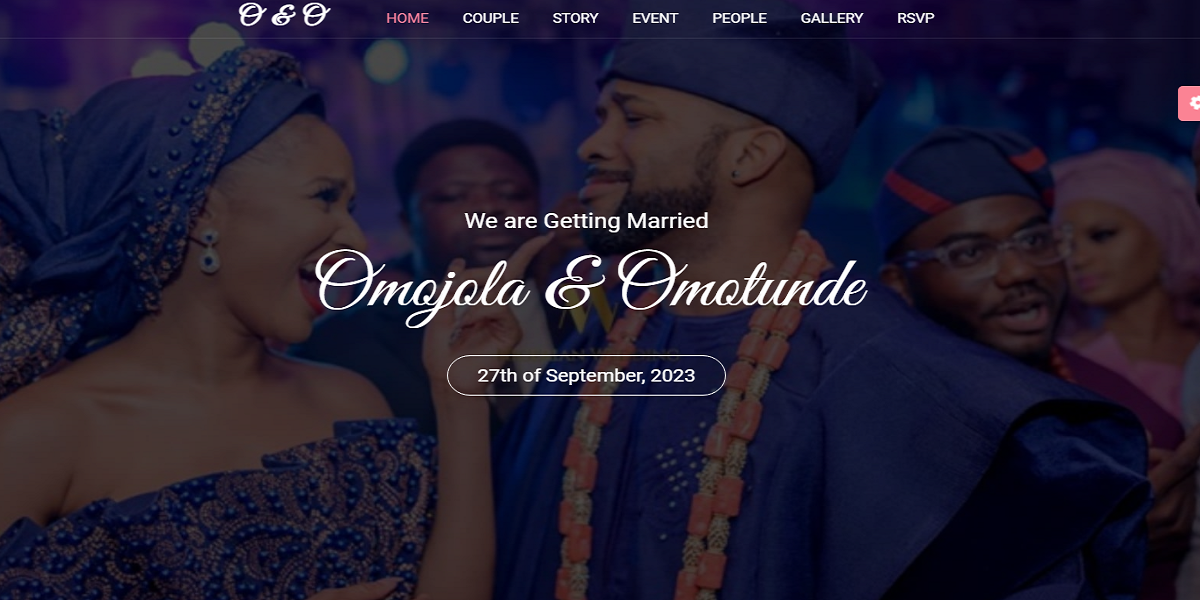 O & O
HOME COUPLE STORY EVENT PEOPLE GALLERY RSVP
We are Getting Married
Omojola & Omotunde
27th of September, 2023